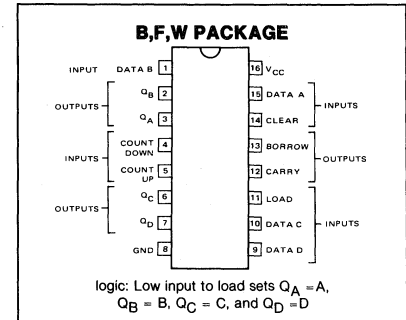 B,F,W PACKAGE
INPUT DATA B 1 16 VCC
QB 2 15 DATA A
OUTPUTS INPUTS
QA 3 14 CLEAR
COUNT DOWN 4 13 BORROW
INPUTS OUTPUTS
COUNT UP 5 12 CARRY
QC 6 11 LOAD
OUTPUTS
QD 7 10 DATA C INPUTS
GND 8 9 DATA D
logic: Low input to load sets QA = A,
QB = B, QC = C, and QD = D